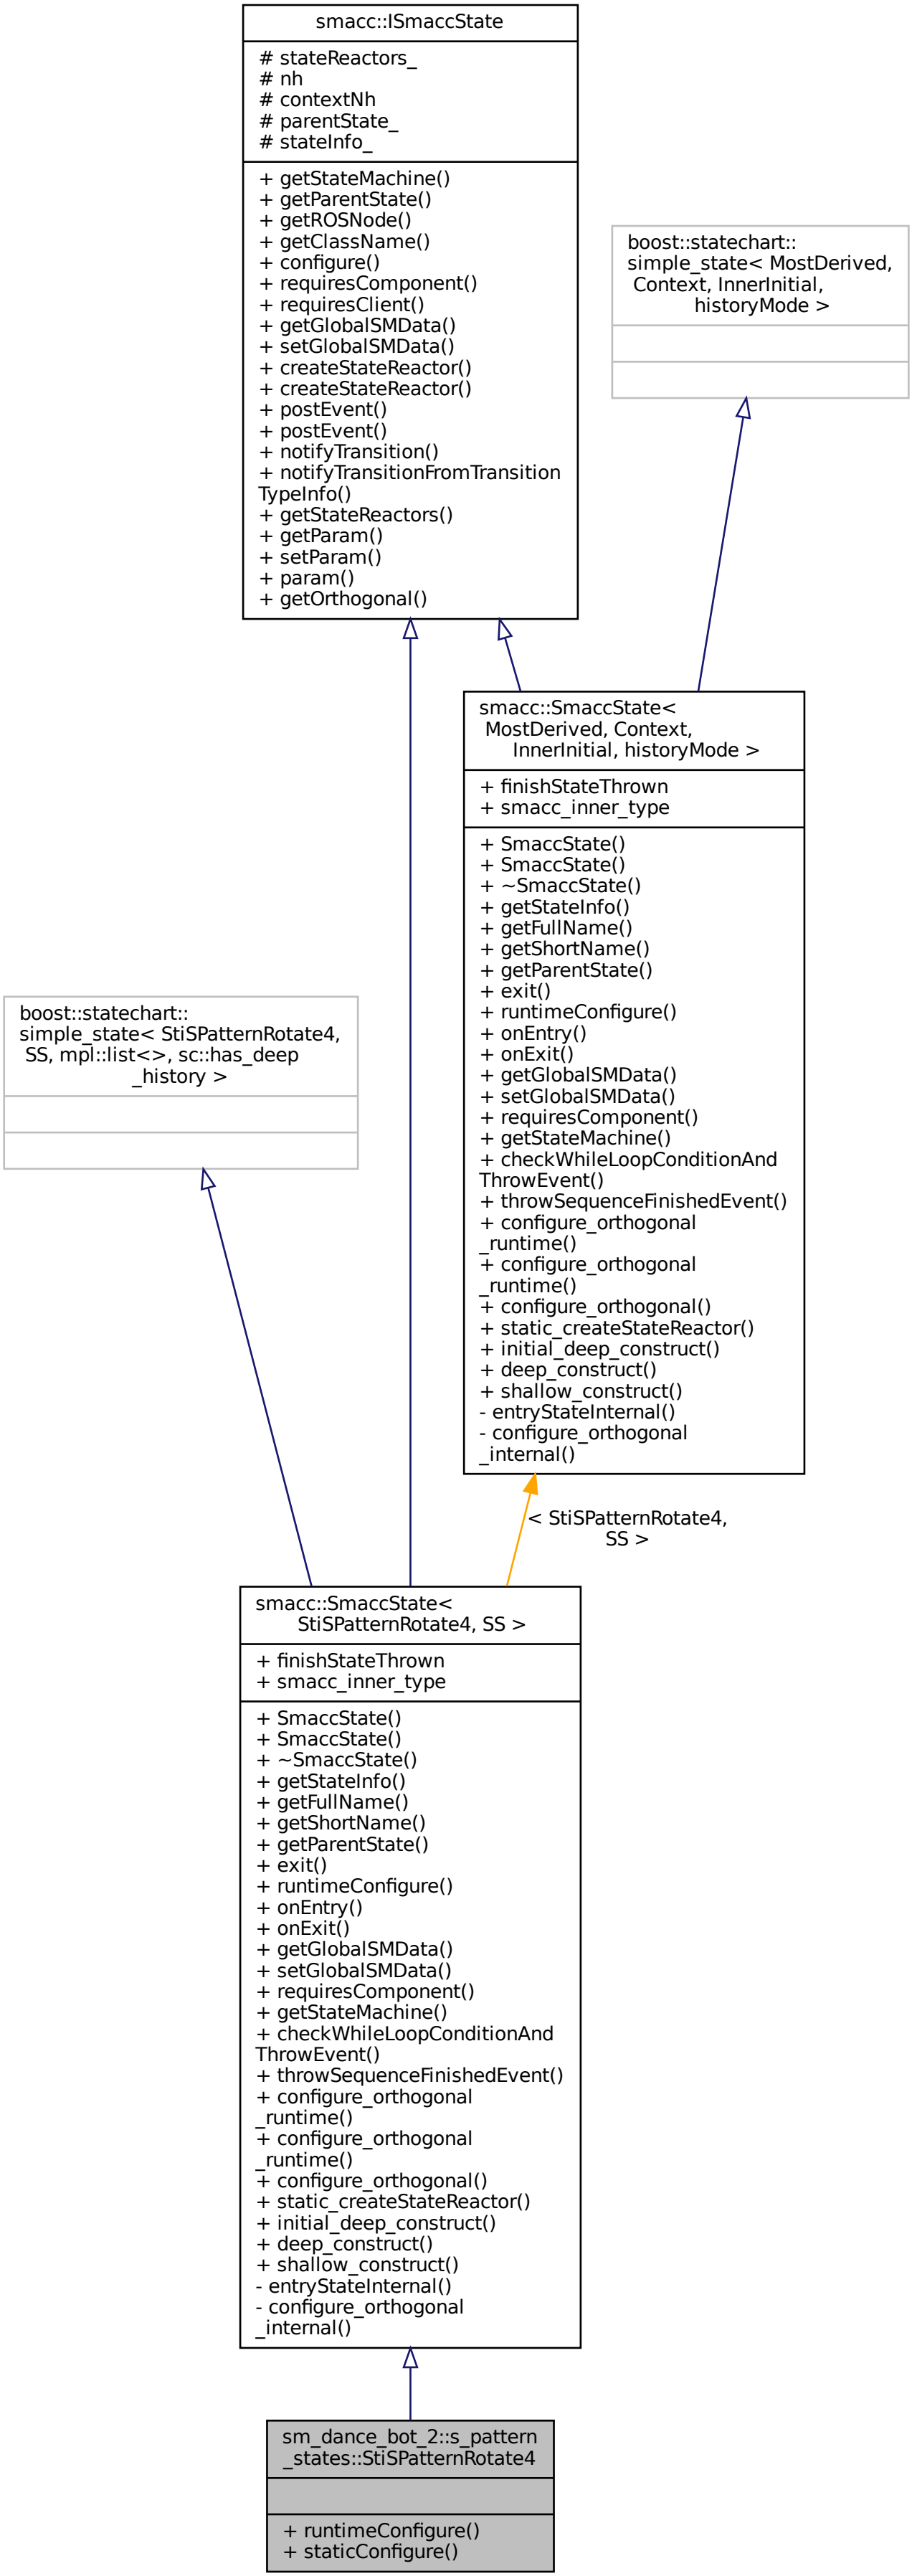 smacc::ISmaccState
# stateReactors_
# nh
# contextNh
# parentState_
# stateInfo_
+ getStateMachine()
+ getParentState()
+ getROSNode()
+ getClassName()
+ configure()
+ requiresComponent()
+ requiresClient()
+ getGlobalSMData()
+ setGlobalSMData()
+ createStateReactor()
+ createStateReactor()
+ postEvent()
+ postEvent()
+ notifyTransition()
+ notifyTransitionFromTransition
TypeInfo()
+ getStateReactors()
+ getParam()
+ setParam()
+ param()
+ getOrthogonal()
boost::statechart::
simple_state< MostDerived,
Context, InnerInitial,
historyMode >
smacc::SmaccState<
MostDerived, Context,
InnerInitial, historyMode >
+ finishStateThrown
+ smacc_inner_type
+ SmaccState()
+ SmaccState()
+ ~SmaccState()
+ getStateInfo()
+ getFullName()
+ getShortName()
+ getParentState()
+ exit()
+ runtimeConfigure()
+ onEntry()
+ onExit()
+ getGlobalSMData()
+ setGlobalSMData()
+ requiresComponent()
+ getStateMachine()
+ checkWhileLoopConditionAnd
ThrowEvent()
+ throwSequenceFinishedEvent()
+ configure_orthogonal
_runtime()
+ configure_orthogonal
_runtime()
+ configure_orthogonal()
+ static_createStateReactor()
+ initial_deep_construct()
+ deep_construct()
+ shallow_construct()
- entryStateInternal()
- configure_orthogonal
_internal()
boost::statechart::
simple_state< StiSPatternRotate4,
SS, mpl::list<>, sc::has_deep
_history >
< StiSPatternRotate4,
SS >
smacc::SmaccState<
StiSPatternRotate4, SS >
+ finishStateThrown
+ smacc_inner_type
+ SmaccState()
+ SmaccState()
+ ~SmaccState()
+ getStateInfo()
+ getFullName()
+ getShortName()
+ getParentState()
+ exit()
+ runtimeConfigure()
+ onEntry()
+ onExit()
+ getGlobalSMData()
+ setGlobalSMData()
+ requiresComponent()
+ getStateMachine()
+ checkWhileLoopConditionAnd
ThrowEvent()
+ throwSequenceFinishedEvent()
+ configure_orthogonal
_runtime()
+ configure_orthogonal
_runtime()
+ configure_orthogonal()
+ static_createStateReactor()
+ initial_deep_construct()
+ deep_construct()
+ shallow_construct()
- entryStateInternal()
- configure_orthogonal
_internal()
sm_dance_bot_2::s_pattern
_states::StiSPatternRotate4
+ runtimeConfigure()
+ staticConfigure()